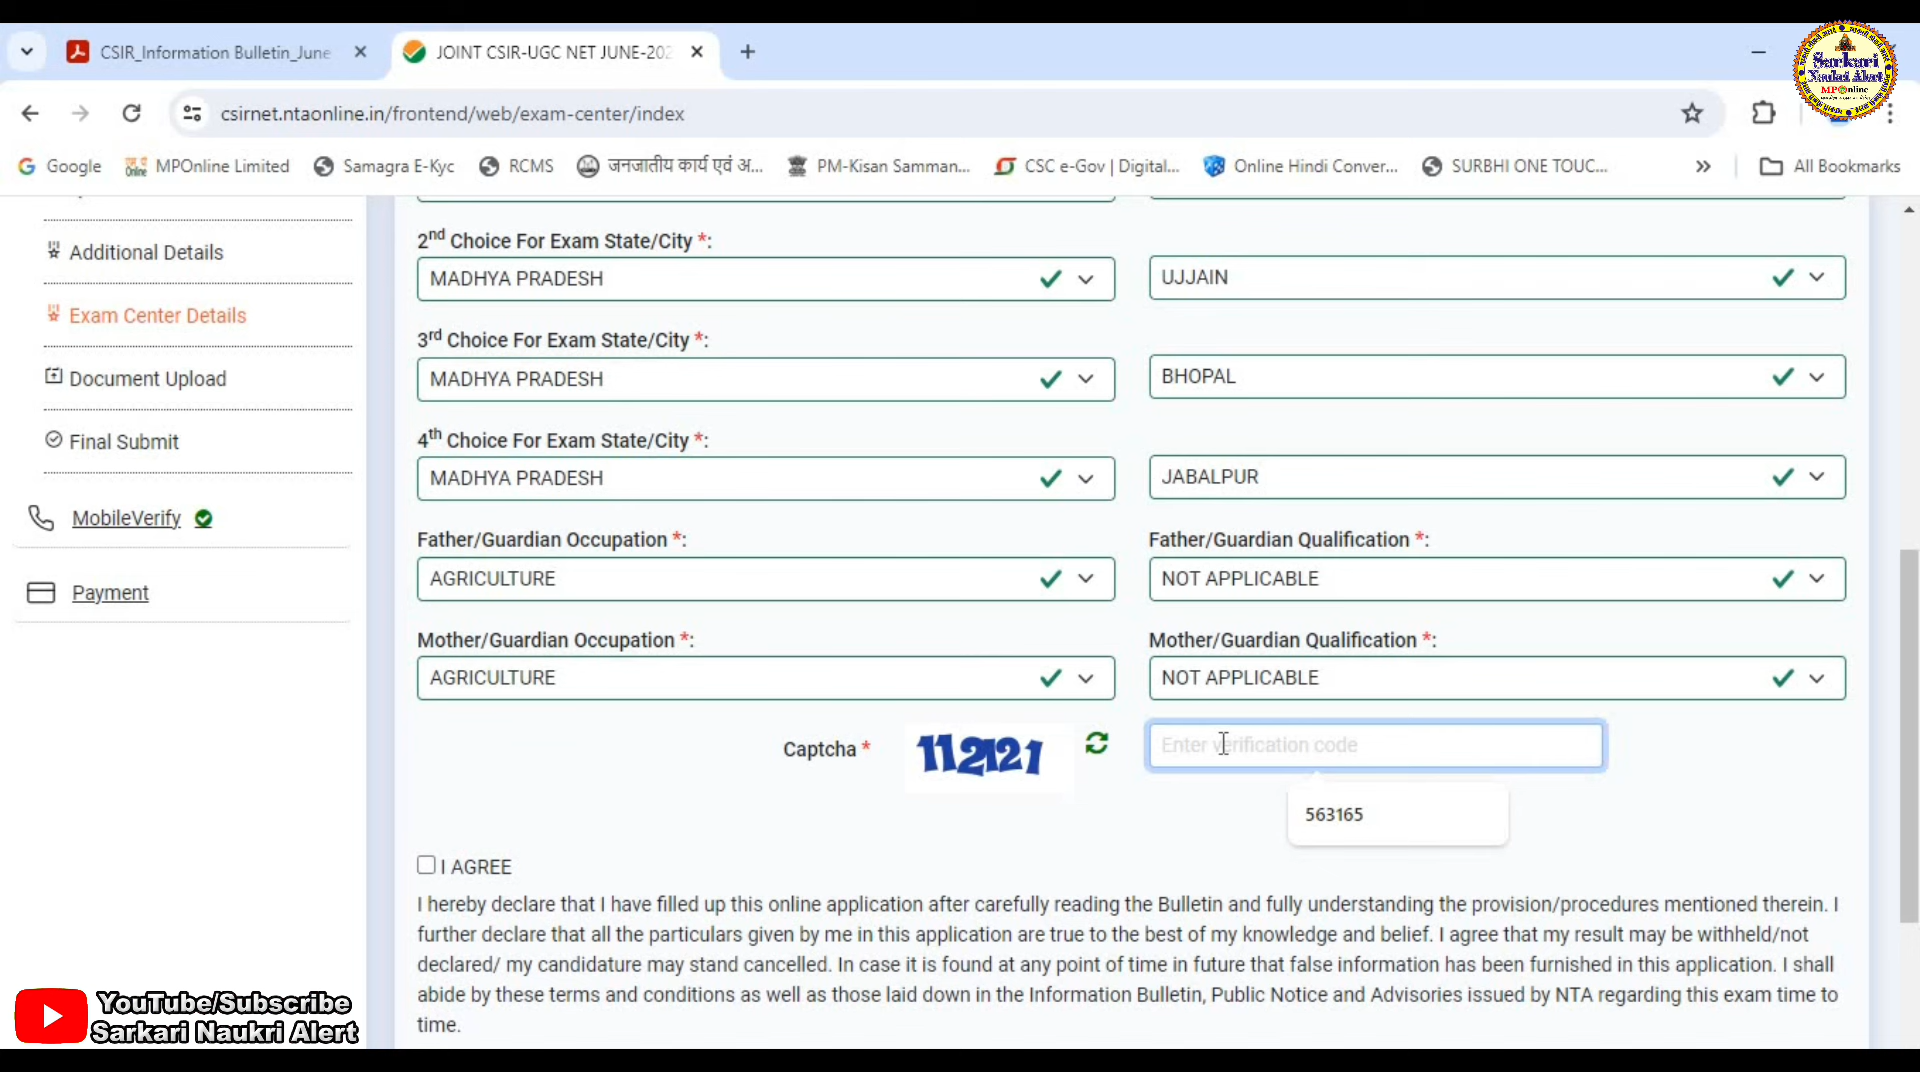 CSIR_Information Bulletin_June
JOINT CSIR-UGC NET JUNE-202
Sarkari
Naukri Alert
MPOnline
csirnet.ntaonline.in/frontend/web/exam-center/index
Google
MPOnline Limited
Samagra E-Kyc
RCMS
जनजातीय कार्य एवं अ...
PM-Kisan Samman...
CSC e-Gov | Digital...
Online Hindi Conver...
SURBHI ONE TOUC...
All Bookmarks
Additional Details
Exam Center Details
Document Upload
Final Submit
MobileVerify
Payment
2nd Choice For Exam State/City *:
MADHYA PRADESH
UJJAIN
3rd Choice For Exam State/City *:
MADHYA PRADESH
BHOPAL
4th Choice For Exam State/City *:
MADHYA PRADESH
JABALPUR
Father/Guardian Occupation *:
Father/Guardian Qualification *:
AGRICULTURE
NOT APPLICABLE
Mother/Guardian Occupation *:
Mother/Guardian Qualification *:
AGRICULTURE
NOT APPLICABLE
Captcha *
112121
Enter verification code
563165
I AGREE
I hereby declare that I have filled up this online application after carefully reading the Bulletin and fully understanding the provision/procedures mentioned therein. I
further declare that all the particulars given by me in this application are true to the best of my knowledge and belief. I agree that my result may be withheld/not
declared/ my candidature may stand cancelled. In case it is found at any point of time in future that false information has been furnished in this application. I shall
abide by these terms and conditions as well as those laid down in the Information Bulletin, Public Notice and Advisories issued by NTA regarding this exam time to
time.
YouTube/Subscribe
Sarkari Naukri Alert